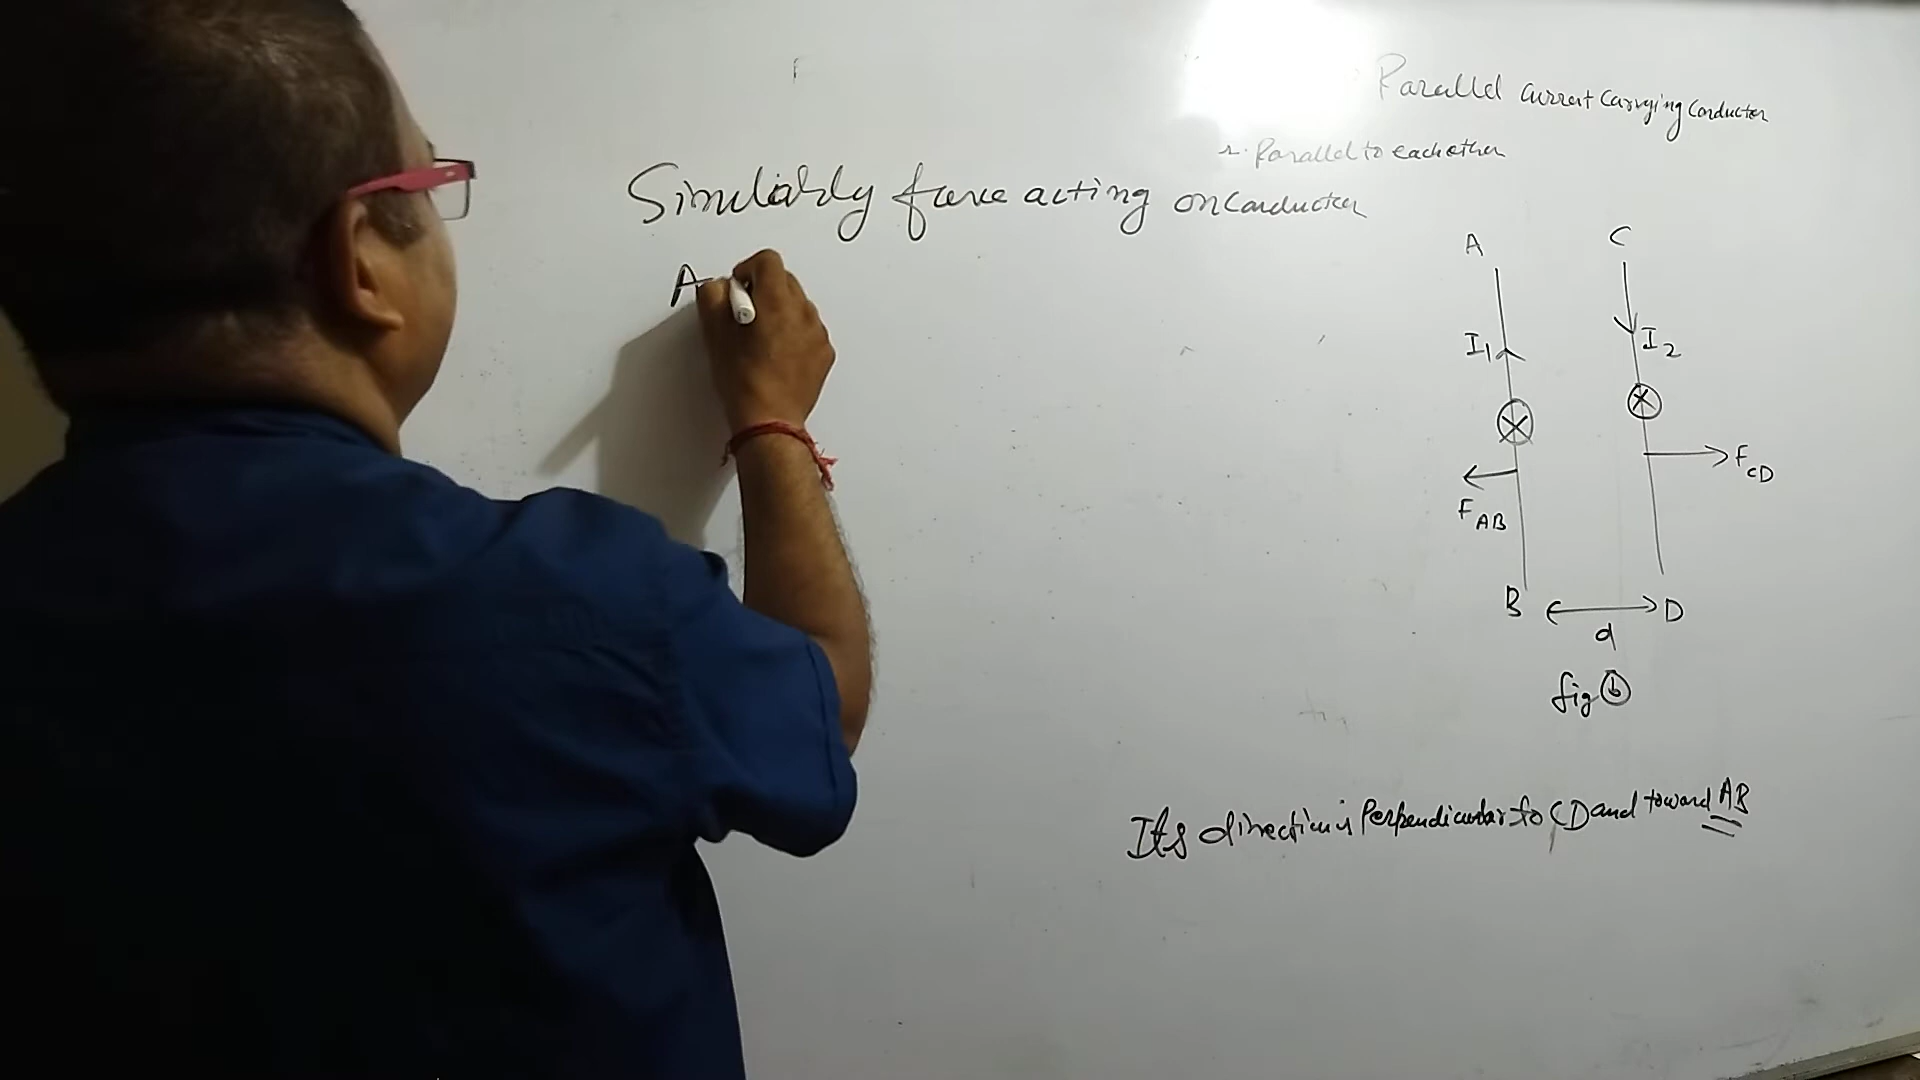 Parallel current carrying conductor
r. Parallel to each other
Similarly force acting on conductor
A
A C
I1 I2
FCD
FAB
B D
d
fig b
Its direction is Perpendicular to CD and toward AB